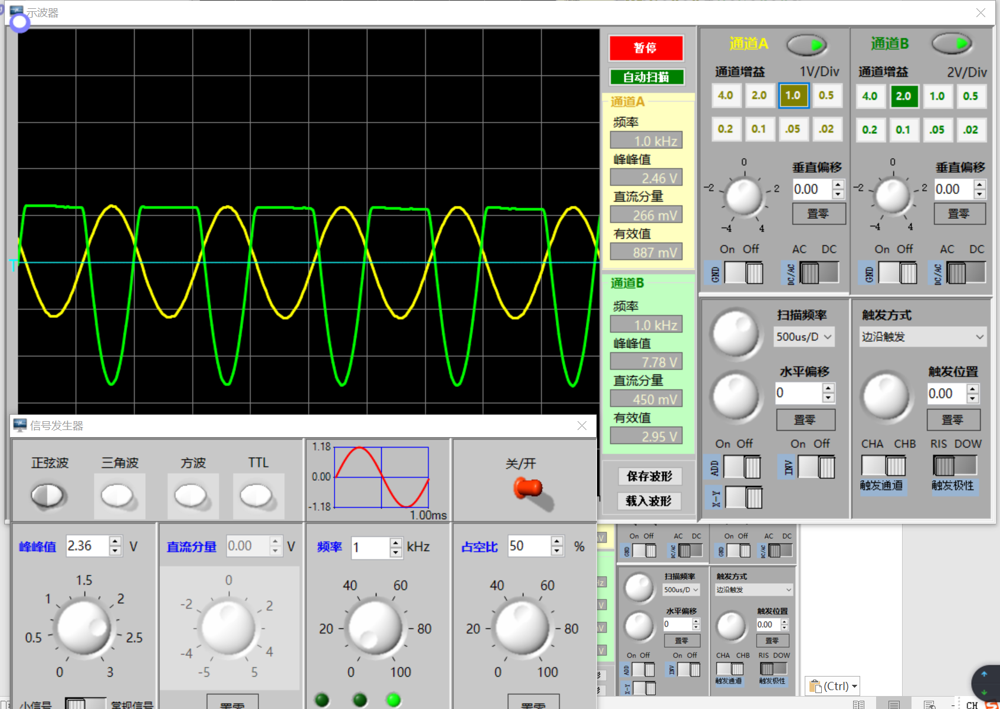 示波器
T
暂停
自动扫描
通道A
频率
1.0 kHz
峰峰值
2.46 V
直流分量
266 mV
有效值
887 mV
通道B
频率
1.0 kHz
峰峰值
7.78 V
直流分量
450 mV
有效值
2.95 V
保存波形
载入波形
通道A
通道增益 1V/Div
4.0 2.0 1.0 0.5
0.2 0.1 .05 .02
0
-2 2
-4 4
垂直偏移
0.00
置零
On Off AC DC
GND DC/AC
通道B
通道增益 2V/Div
4.0 2.0 1.0 0.5
0.2 0.1 .05 .02
0
-2 2
-4 4
垂直偏移
0.00
置零
On Off AC DC
GND DC/AC
扫描频率
500us/D
水平偏移
0
置零
On Off On Off
ADD INV
X-Y
触发方式
边沿触发
触发位置
0.00
置零
CHA CHB RIS DOW
触发通道 触发极性
信号发生器
正弦波 三角波 方波 TTL
1.18
0.00
-1.18
1.00ms
关/开
峰峰值 2.36 V
1.5
1 2
0.5 2.5
0 3
小信号 常规信号
直流分量 0.00 V
0
-2 2
-4 4
-5 5
置零
频率 1 kHz
40 60
20 80
0 100
占空比 50 %
40 60
20 80
0 100
置零
On Off AC DC On Off AC DC
GND DC/AC GND DC/AC
扫描频率
500us/D
水平偏移
0
置零
On Off On Off
ADD INV
X-Y
触发方式
边沿触发
触发位置
0.00
置零
CHA CHB RIS DOW
触发通道 触发极性
(Ctrl)
CH